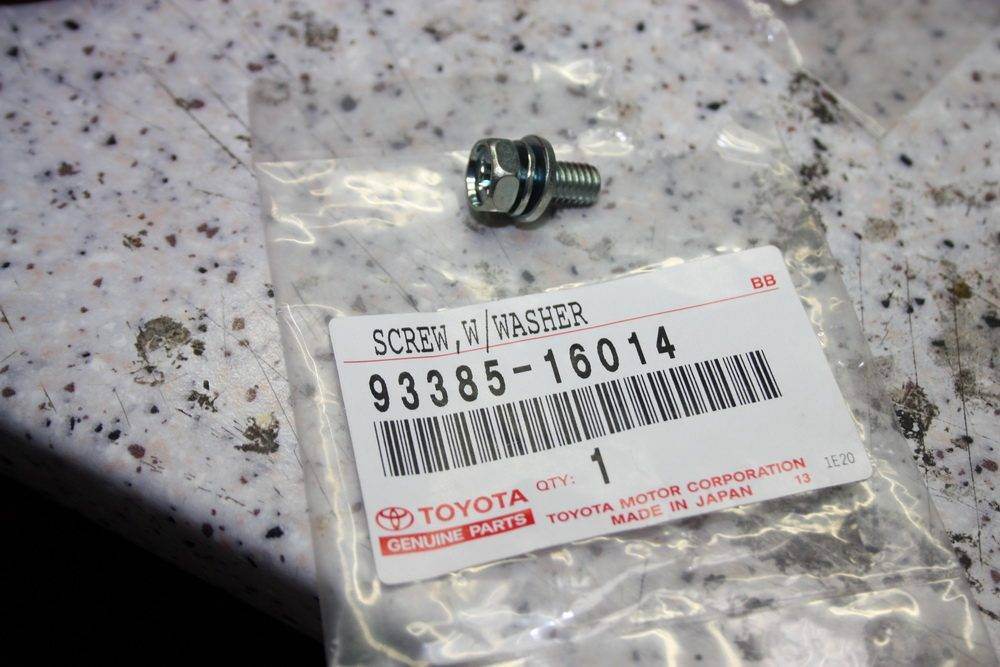 BB
SCREW,W/WASHER
93385-16014
QTY: 1
TOYOTA
GENUINE PARTS
TOYOTA MOTOR CORPORATION
MADE IN JAPAN 13
1E20